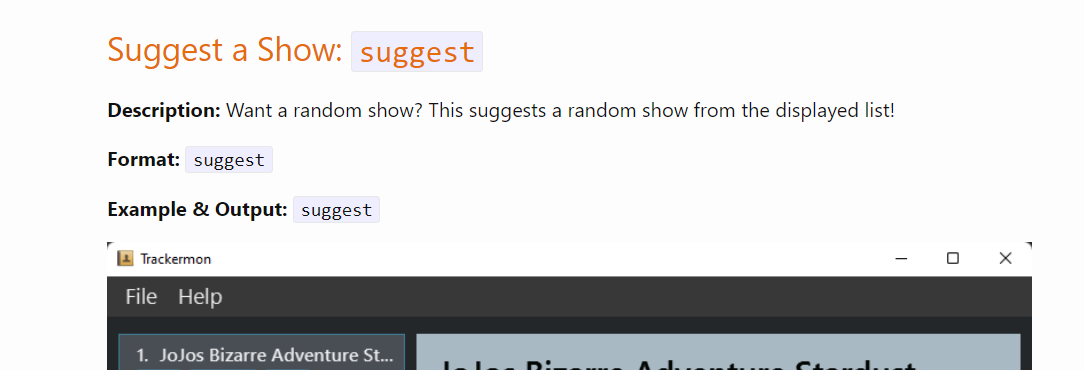 Suggest a Show: suggest
Description: Want a random show? This suggests a random show from the displayed list!
Format: suggest
Example & Output: suggest
Trackermon
File Help
1. JoJos Bizarre Adventure St...
JoJos Bizarre Adventure Stardust